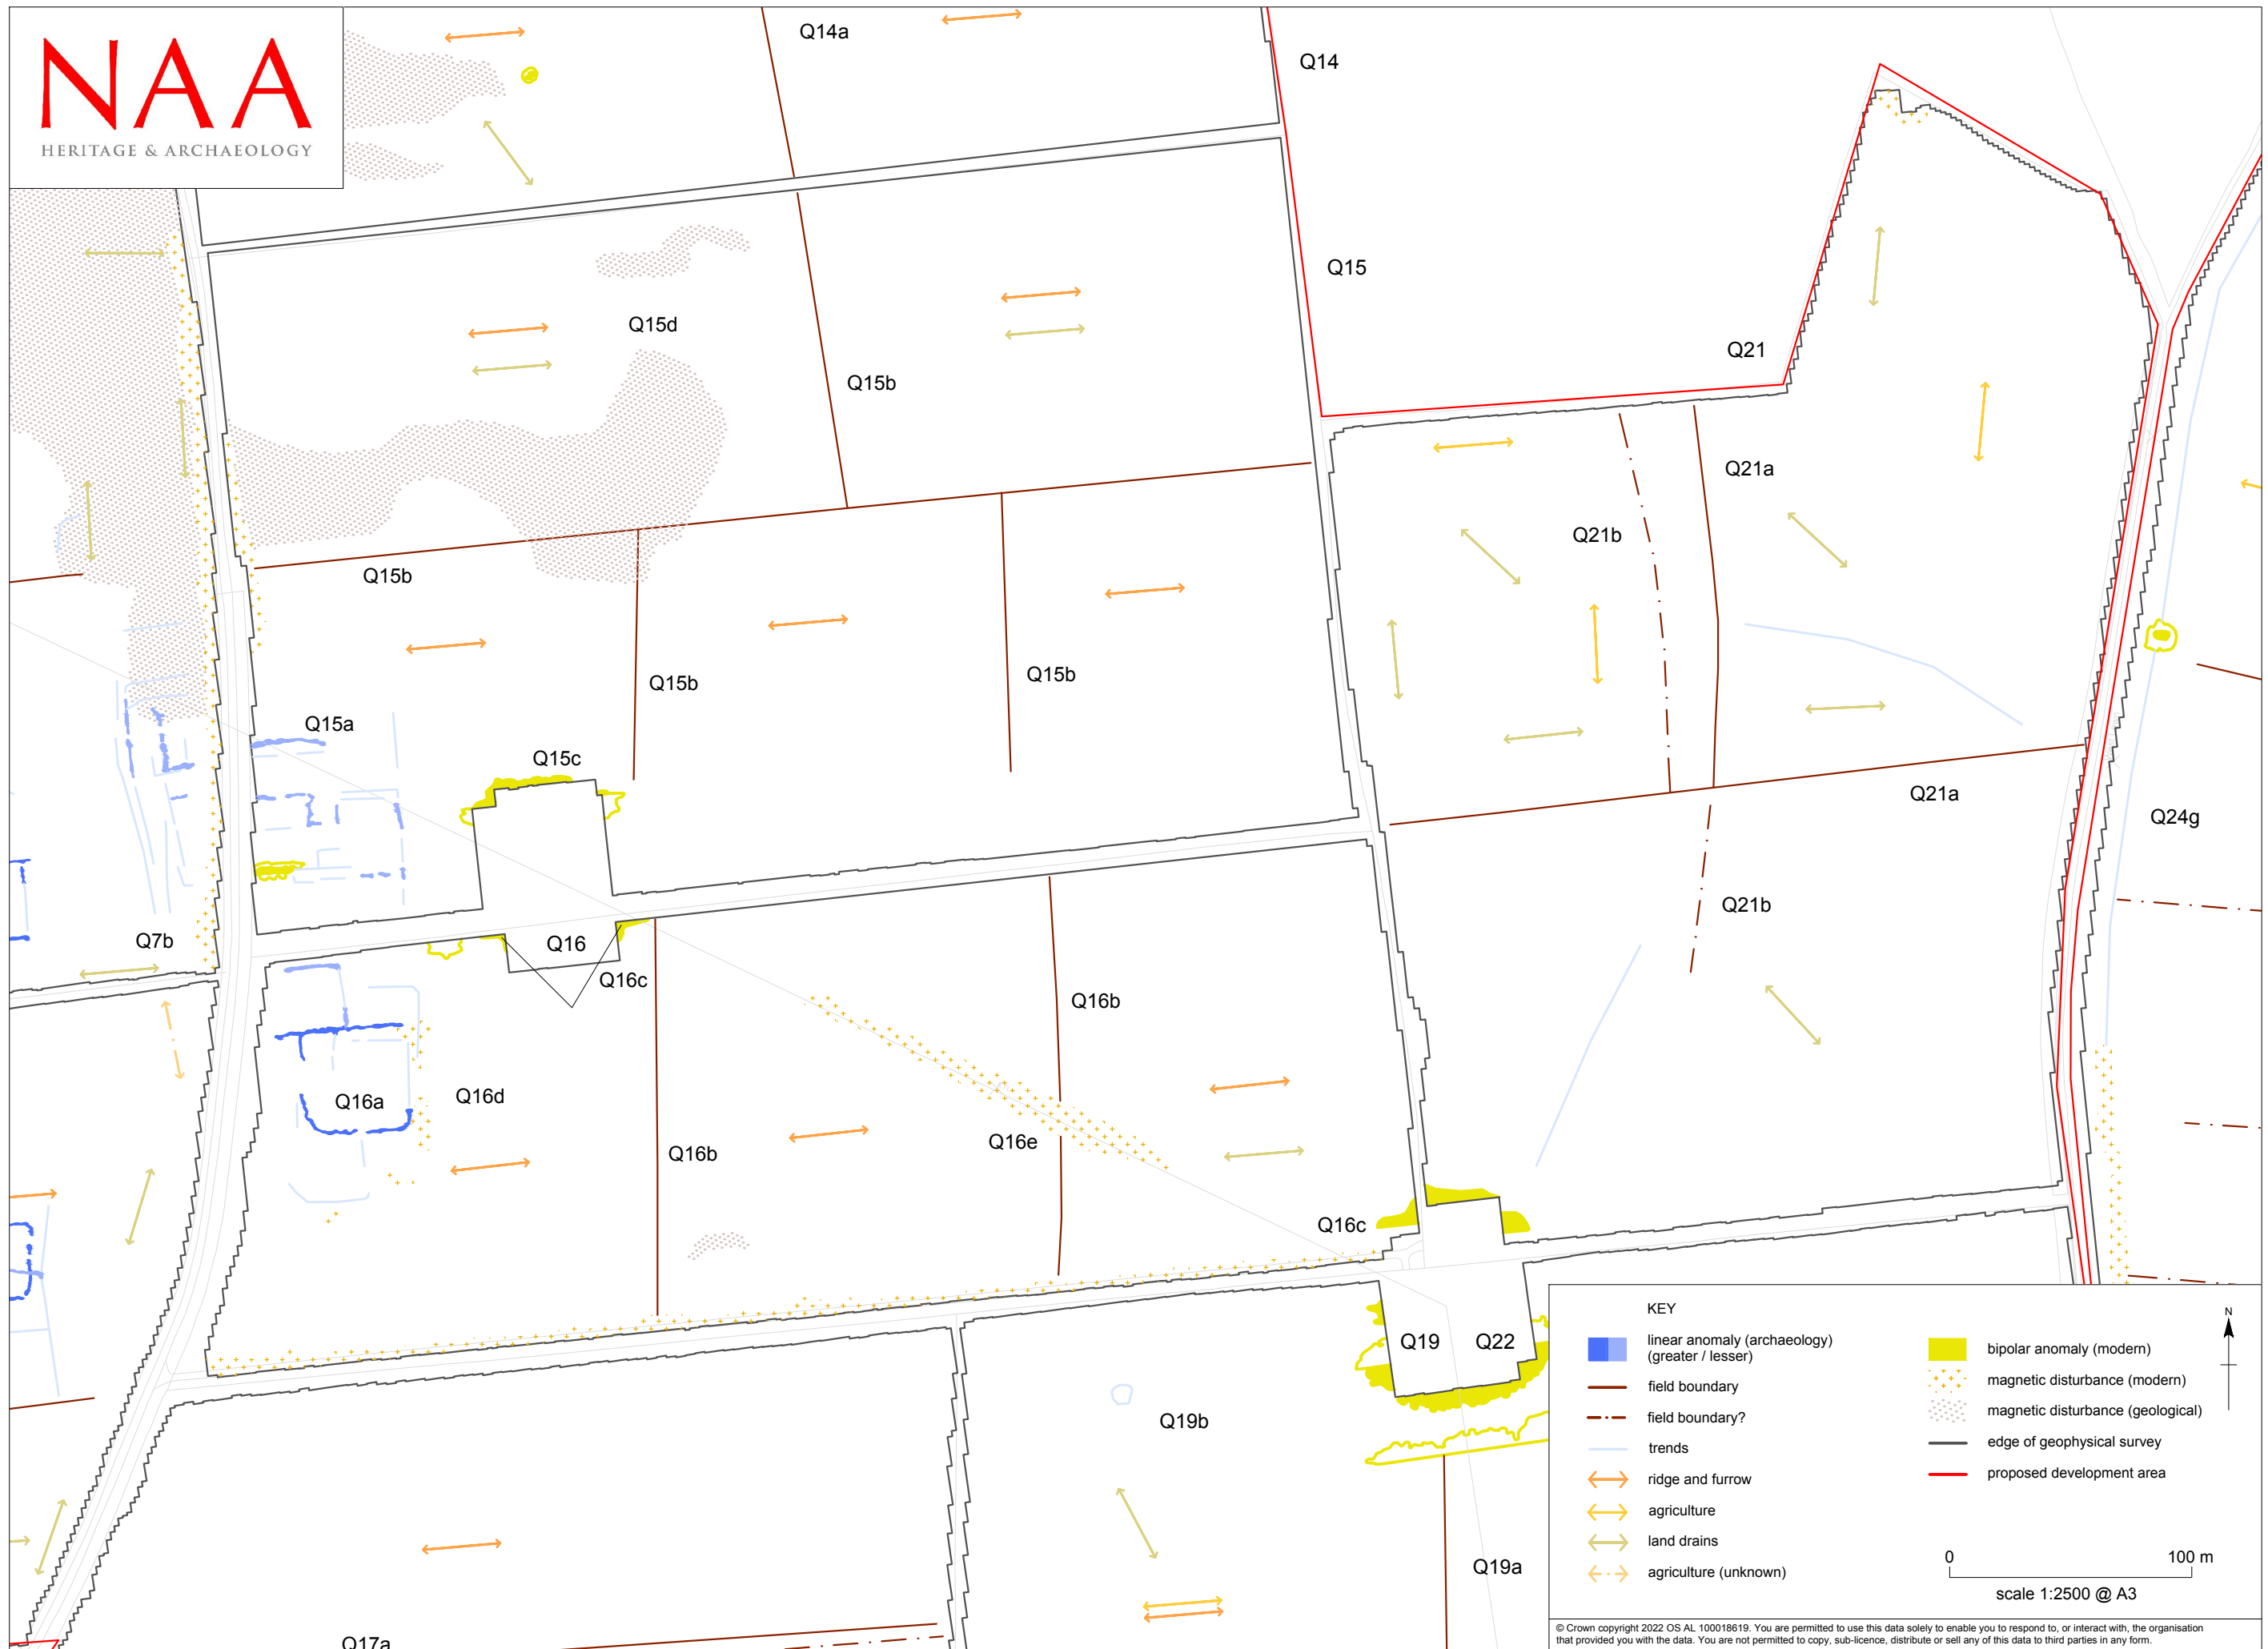 NAA
HERITAGE & ARCHAEOLOGY
Q14a
Q14
Q15
Q15d
Q21
Q15b
Q21a
Q21b
Q15b
Q15b
Q15b
Q15a
Q15c
Q21a
Q24g
Q21b
Q7b
Q16
Q16c
Q16b
Q16a
Q16d
Q16e
Q16b
Q16c
Q19
Q22
Q19b
Q19a
Q17a
KEY
linear anomaly (archaeology)
(greater / lesser)
field boundary
field boundary?
trends
ridge and furrow
agriculture
land drains
agriculture (unknown)
bipolar anomaly (modern)
magnetic disturbance (modern)
magnetic disturbance (geological)
edge of geophysical survey
proposed development area
N
0 100 m
scale 1:2500 @ A3
© Crown copyright 2022 OS AL 100018619. You are permitted to use this data solely to enable you to respond to, or interact with, the organisation
that provided you with the data. You are not permitted to copy, sub-licence, distribute or sell any of this data to third parties in any form.